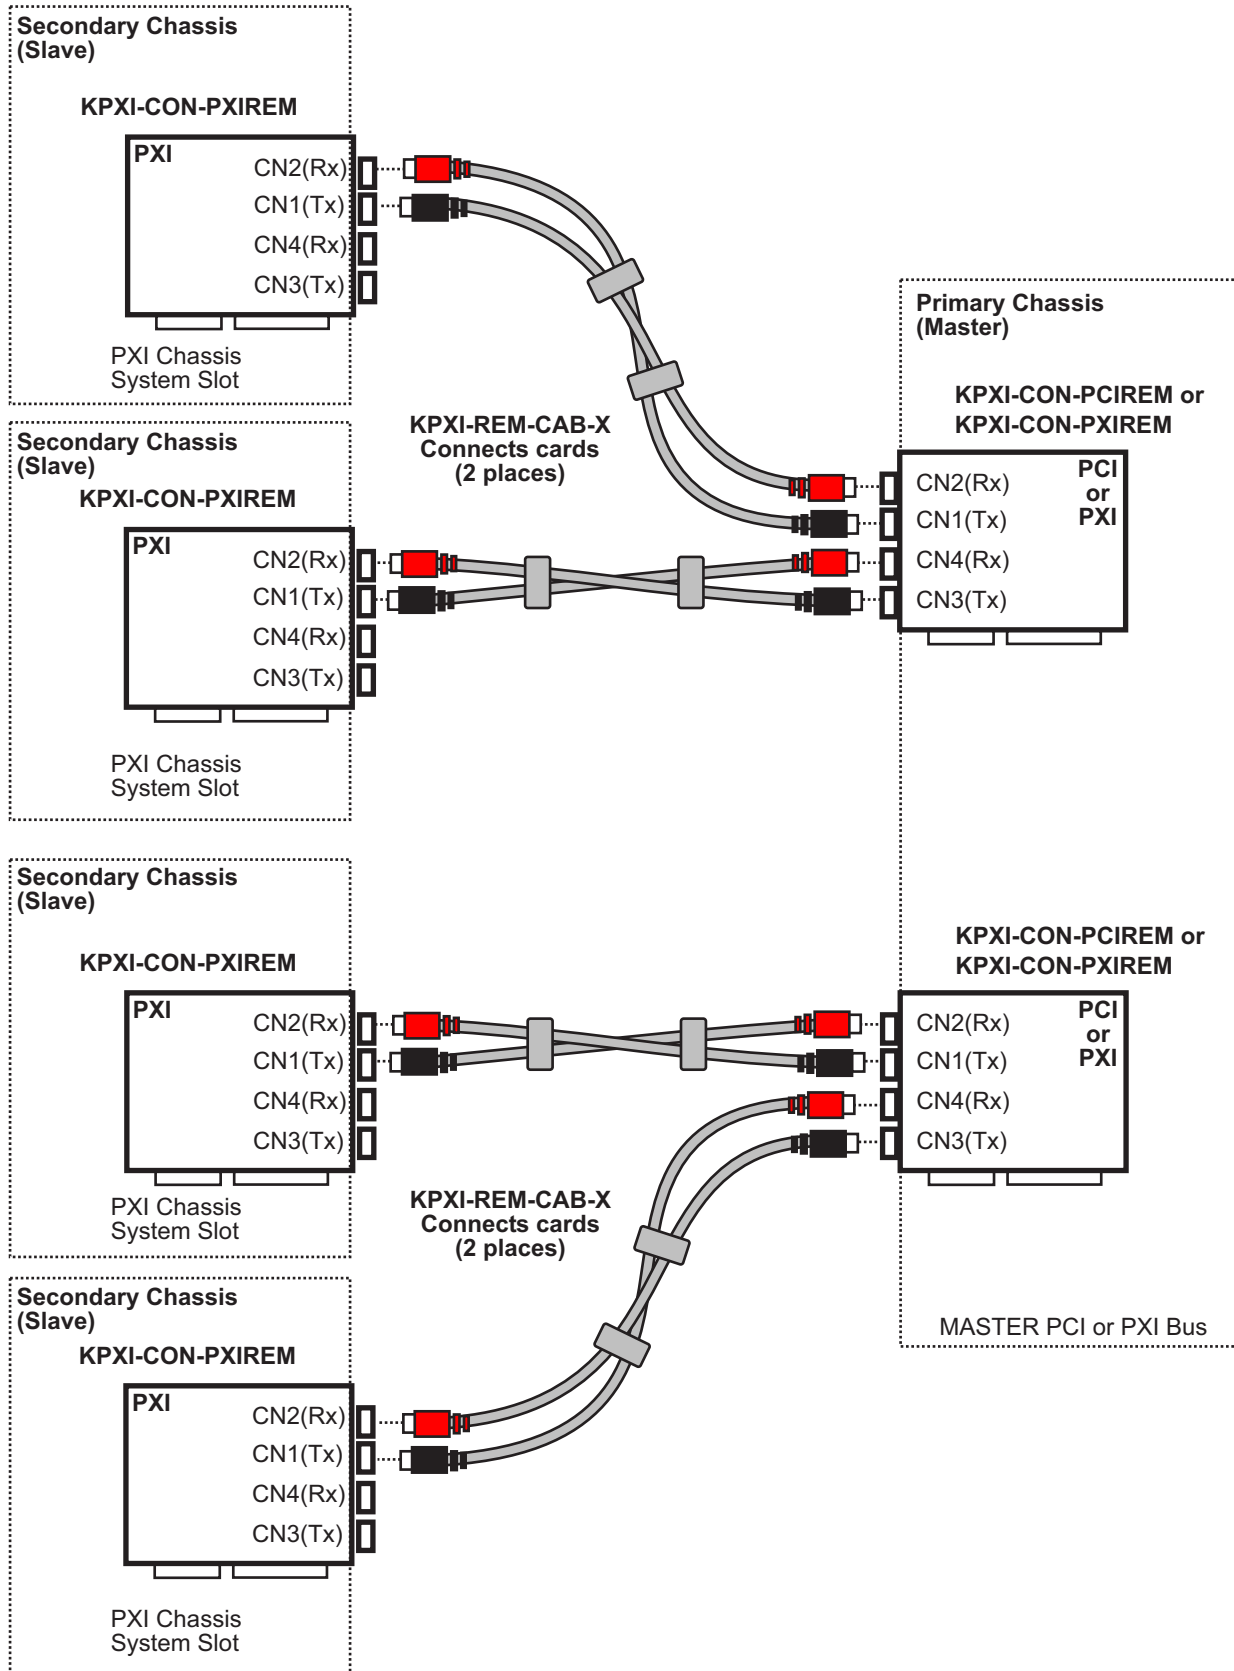 Secondary Chassis
(Slave)
KPXI-CON-PXIREM
PXI
CN2(Rx)
CN1(Tx)
CN4(Rx)
CN3(Tx)
PXI Chassis
System Slot
Primary Chassis
(Master)
KPXI-CON-PCIREM or
KPXI-CON-PXIREM
PCI
or
PXI
CN2(Rx)
CN1(Tx)
CN4(Rx)
CN3(Tx)
KPXI-REM-CAB-X
Connects cards
(2 places)
Secondary Chassis
(Slave)
KPXI-CON-PXIREM
PXI
CN2(Rx)
CN1(Tx)
CN4(Rx)
CN3(Tx)
PXI Chassis
System Slot
Secondary Chassis
(Slave)
KPXI-CON-PXIREM
PXI
CN2(Rx)
CN1(Tx)
CN4(Rx)
CN3(Tx)
PXI Chassis
System Slot
KPXI-CON-PCIREM or
KPXI-CON-PXIREM
PCI
or
PXI
CN2(Rx)
CN1(Tx)
CN4(Rx)
CN3(Tx)
KPXI-REM-CAB-X
Connects cards
(2 places)
MASTER PCI or PXI Bus
Secondary Chassis
(Slave)
KPXI-CON-PXIREM
PXI
CN2(Rx)
CN1(Tx)
CN4(Rx)
CN3(Tx)
PXI Chassis
System Slot